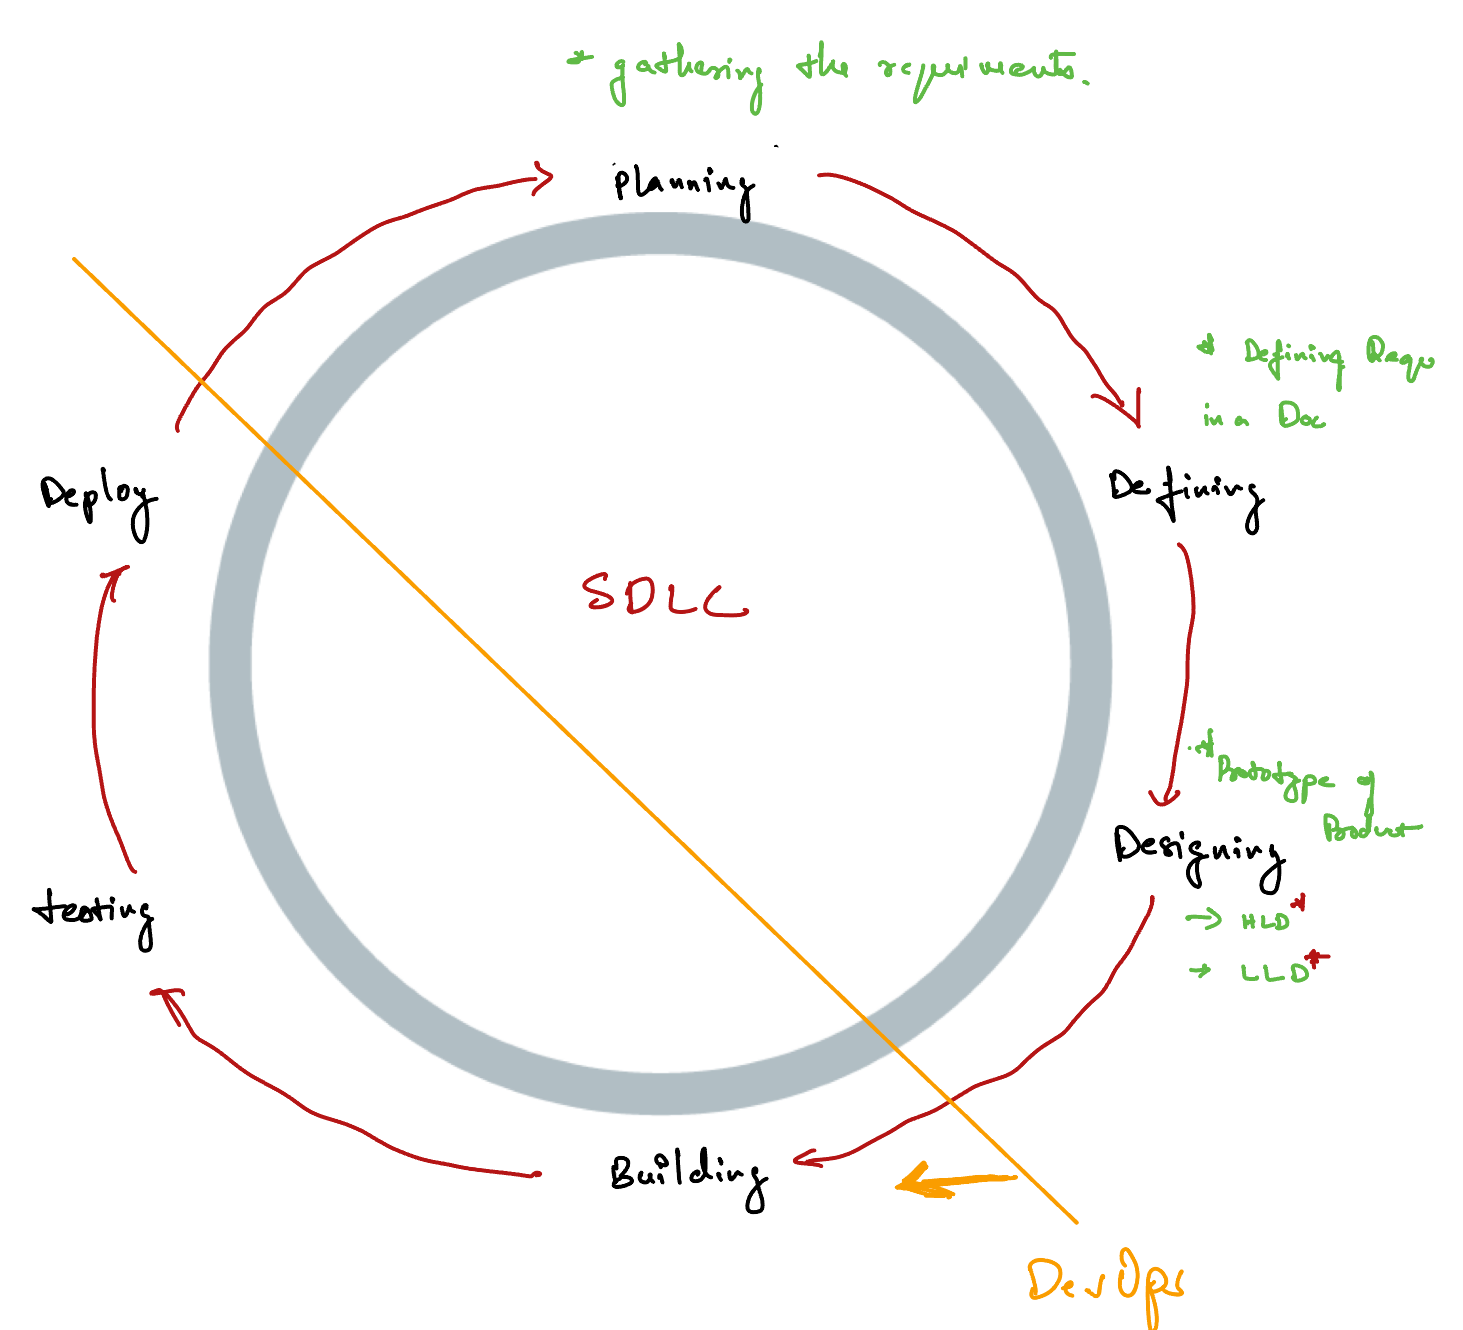 * gathering the requirements.
Planning
* Defining Requ
in a Doc
Defining
Deploy
SDLC
* Prototype of
Product
Designing
→ HLD*
→ LLD*
testing
Building
DevOps